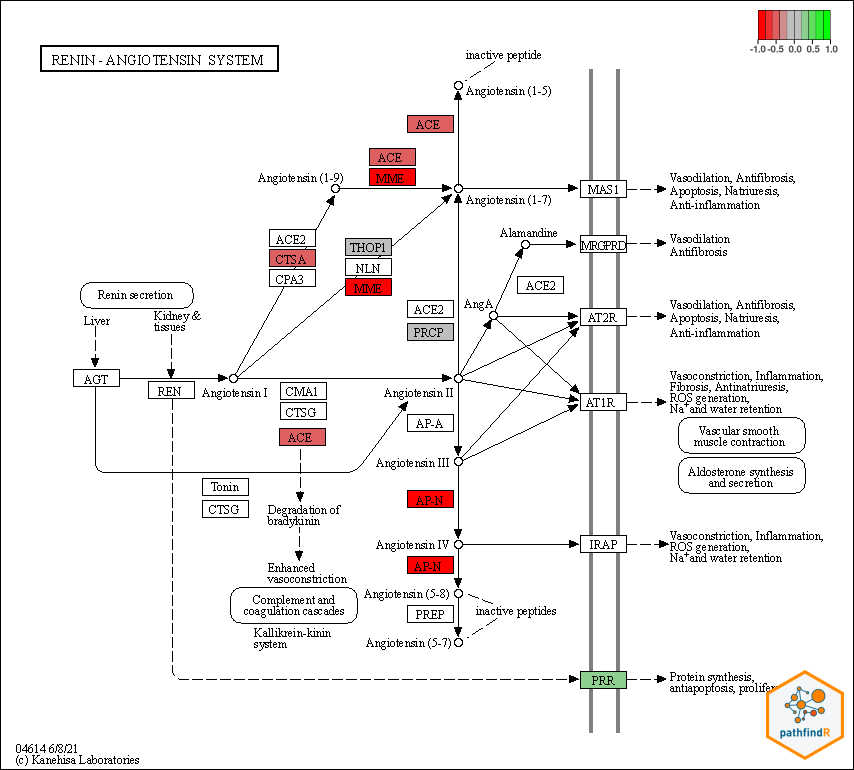 -1.0 -0.5 0.0 0.5 1.0
RENIN - ANGIOTENSIN SYSTEM
inactive peptide
Angiotensin (1-5)
ACE
ACE
MME
Angiotensin (1-9)
Angiotensin (1-7)
MAS1
Vasodilation, Antifibrosis,
Apoptosis, Natriuresis,
Anti-inflammation
ACE2
CTSA
CPA3
THOP1
NLN
MME
Alamandine
MRGPRD
Vasodilation
Antifibrosis
ACE2
AngA
ACE2
PRCP
AT2R
Vasodilation, Antifibrosis,
Apoptosis, Natriuresis,
Anti-inflammation
Renin secretion
Liver
Kidney &
tissues
AGT
REN
Angiotensin I
CMA1
CTSG
ACE
Angiotensin II
AP-A
AT1R
Vasoconstriction, Inflammation,
Fibrosis, Antinatriuresis,
ROS generation,
Na+ and water retention
Vascular smooth
muscle contraction
Aldosterone synthesis
and secretion
Angiotensin III
Tonin
CTSG
AP-N
Degradation of
bradykinin
Angiotensin IV
IRAP
Vasoconstriction, Inflammation,
ROS generation,
Na+ and water retention
Enhanced
vasoconstriction
AP-N
Complement and
coagulation cascades
Kallikrein-kinin
system
Angiotensin (5-8)
PREP
inactive peptides
Angiotensin (5-7)
PRR
Protein synthesis,
antiapoptosis,
pathfindR
04614 6/8/21
(c) Kanehisa Laboratories